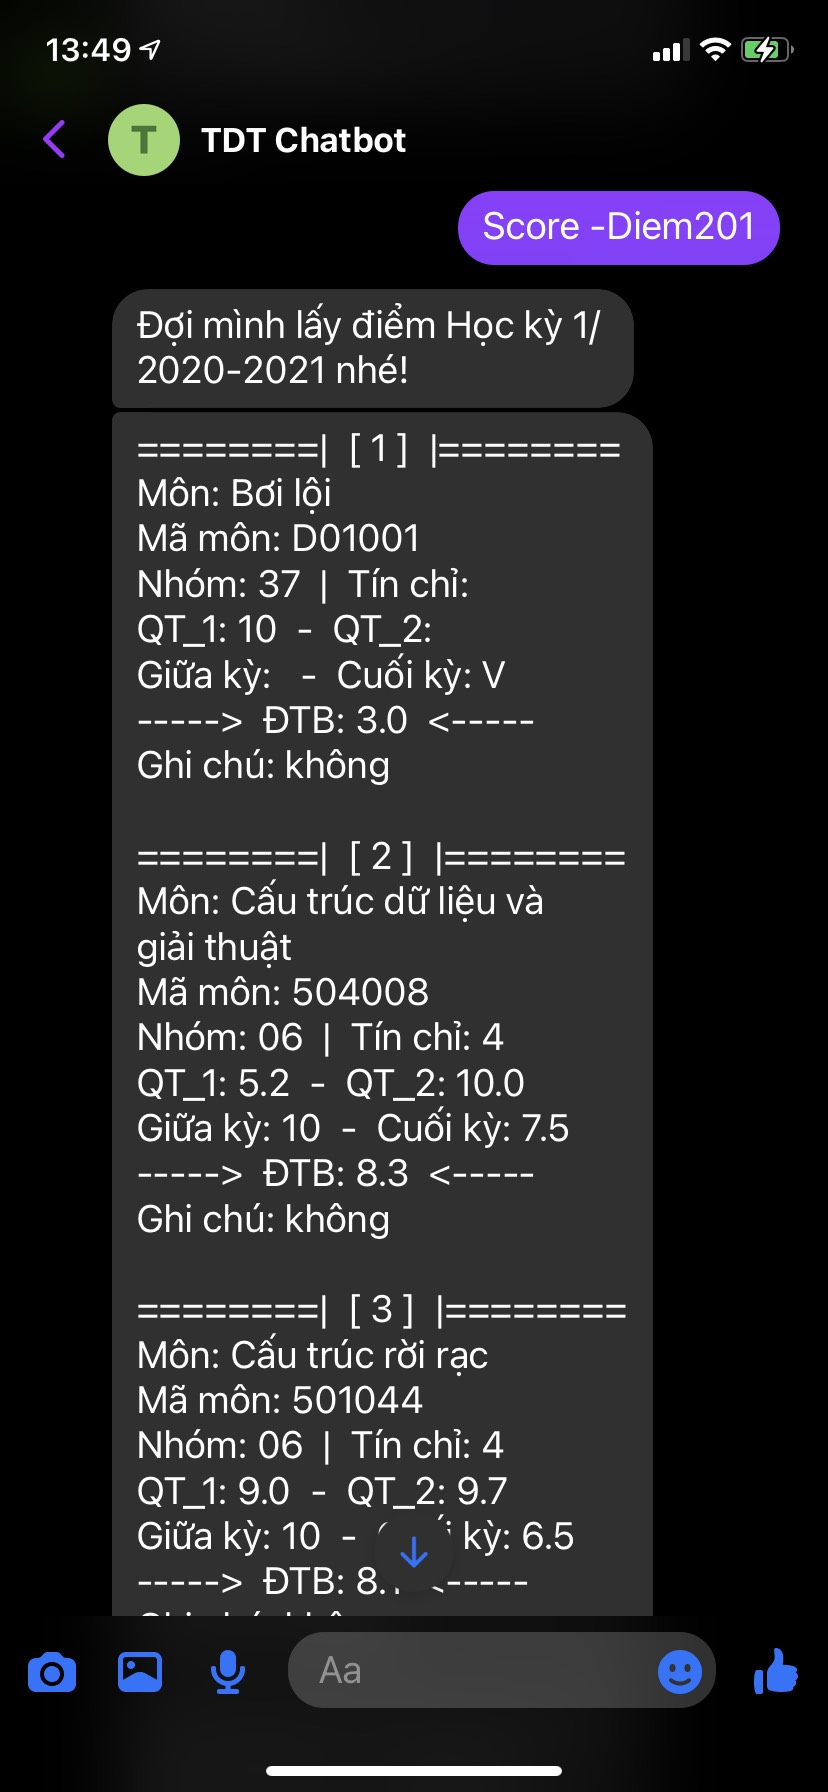 13:49
T
TDT Chatbot
Score -Diem201
Đợi mình lấy điểm Học kỳ 1/
2020-2021 nhé!
========| [ 1 ] |========
Môn: Bơi lội
Mã môn: D01001
Nhóm: 37 | Tín chỉ:
QT_1: 10 - QT_2:
Giữa kỳ: - Cuối kỳ: V
-----> ĐTB: 3.0 <-----
Ghi chú: không
========| [ 2 ] |========
Môn: Cấu trúc dữ liệu và
giải thuật
Mã môn: 504008
Nhóm: 06 | Tín chỉ: 4
QT_1: 5.2 - QT_2: 10.0
Giữa kỳ: 10 - Cuối kỳ: 7.5
-----> ĐTB: 8.3 <-----
Ghi chú: không
========| [ 3 ] |========
Môn: Cấu trúc rời rạc
Mã môn: 501044
Nhóm: 06 | Tín chỉ: 4
QT_1: 9.0 - QT_2: 9.7
Giữa kỳ: 10 - kỳ: 6.5
-----> ĐTB: <-----
Aa